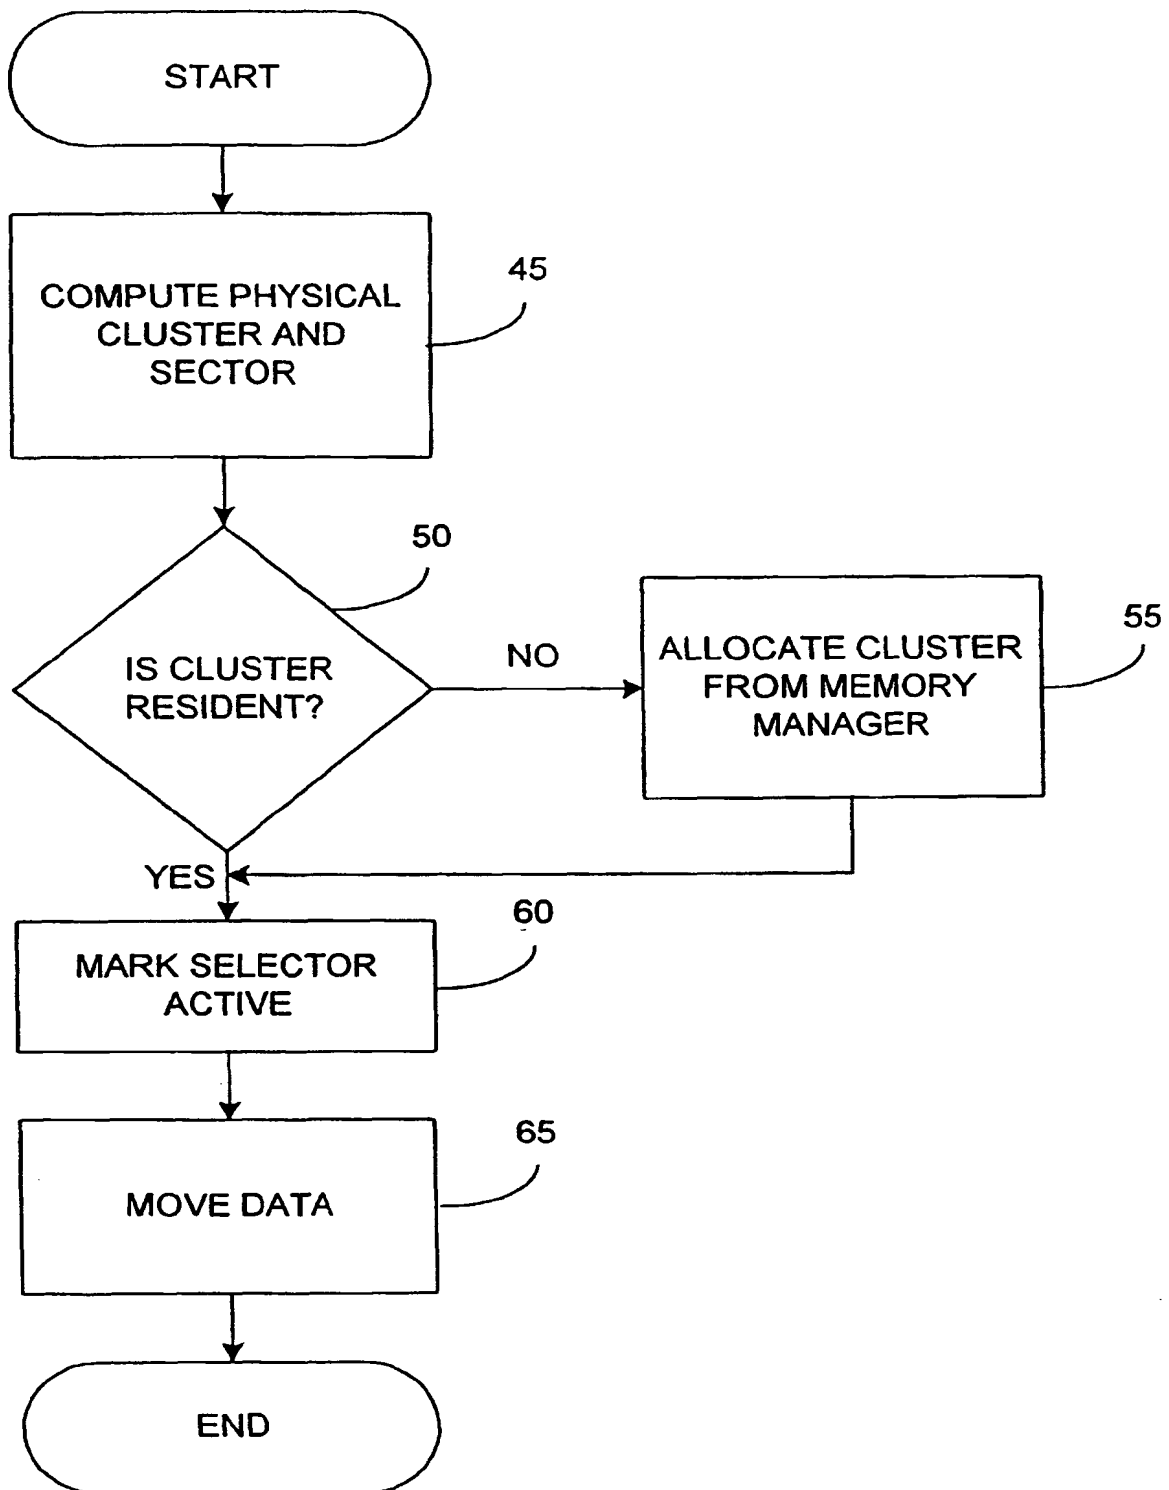 START
COMPUTE PHYSICAL
CLUSTER AND
SECTOR
45
IS CLUSTER
RESIDENT?
50
NO
ALLOCATE CLUSTER
FROM MEMORY
MANAGER
55
YES
MARK SELECTOR
ACTIVE
60
MOVE DATA
65
END